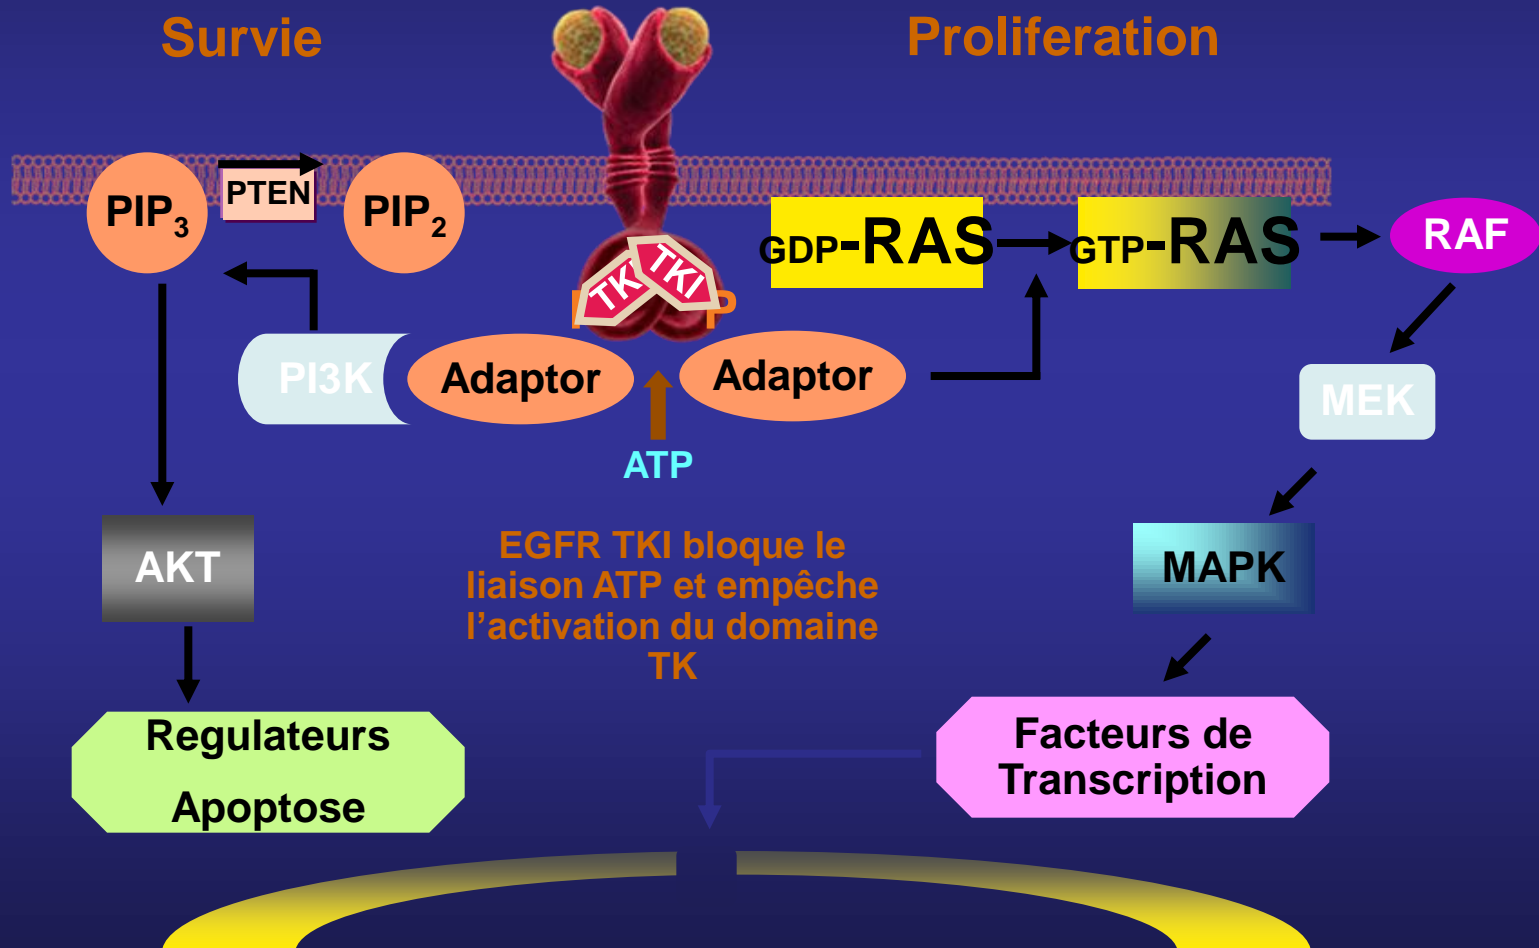 Survie
Proliferation
PIP3
PTEN
PIP2
GDP-RAS
GTP-RAS
RAF
TKI
TKI
P
PI3K
Adaptor
Adaptor
MEK
ATP
AKT
EGFR TKI bloque le
liaison ATP et empêche
l’activation du domaine
TK
MAPK
Regulateurs
Apoptose
Facteurs de
Transcription